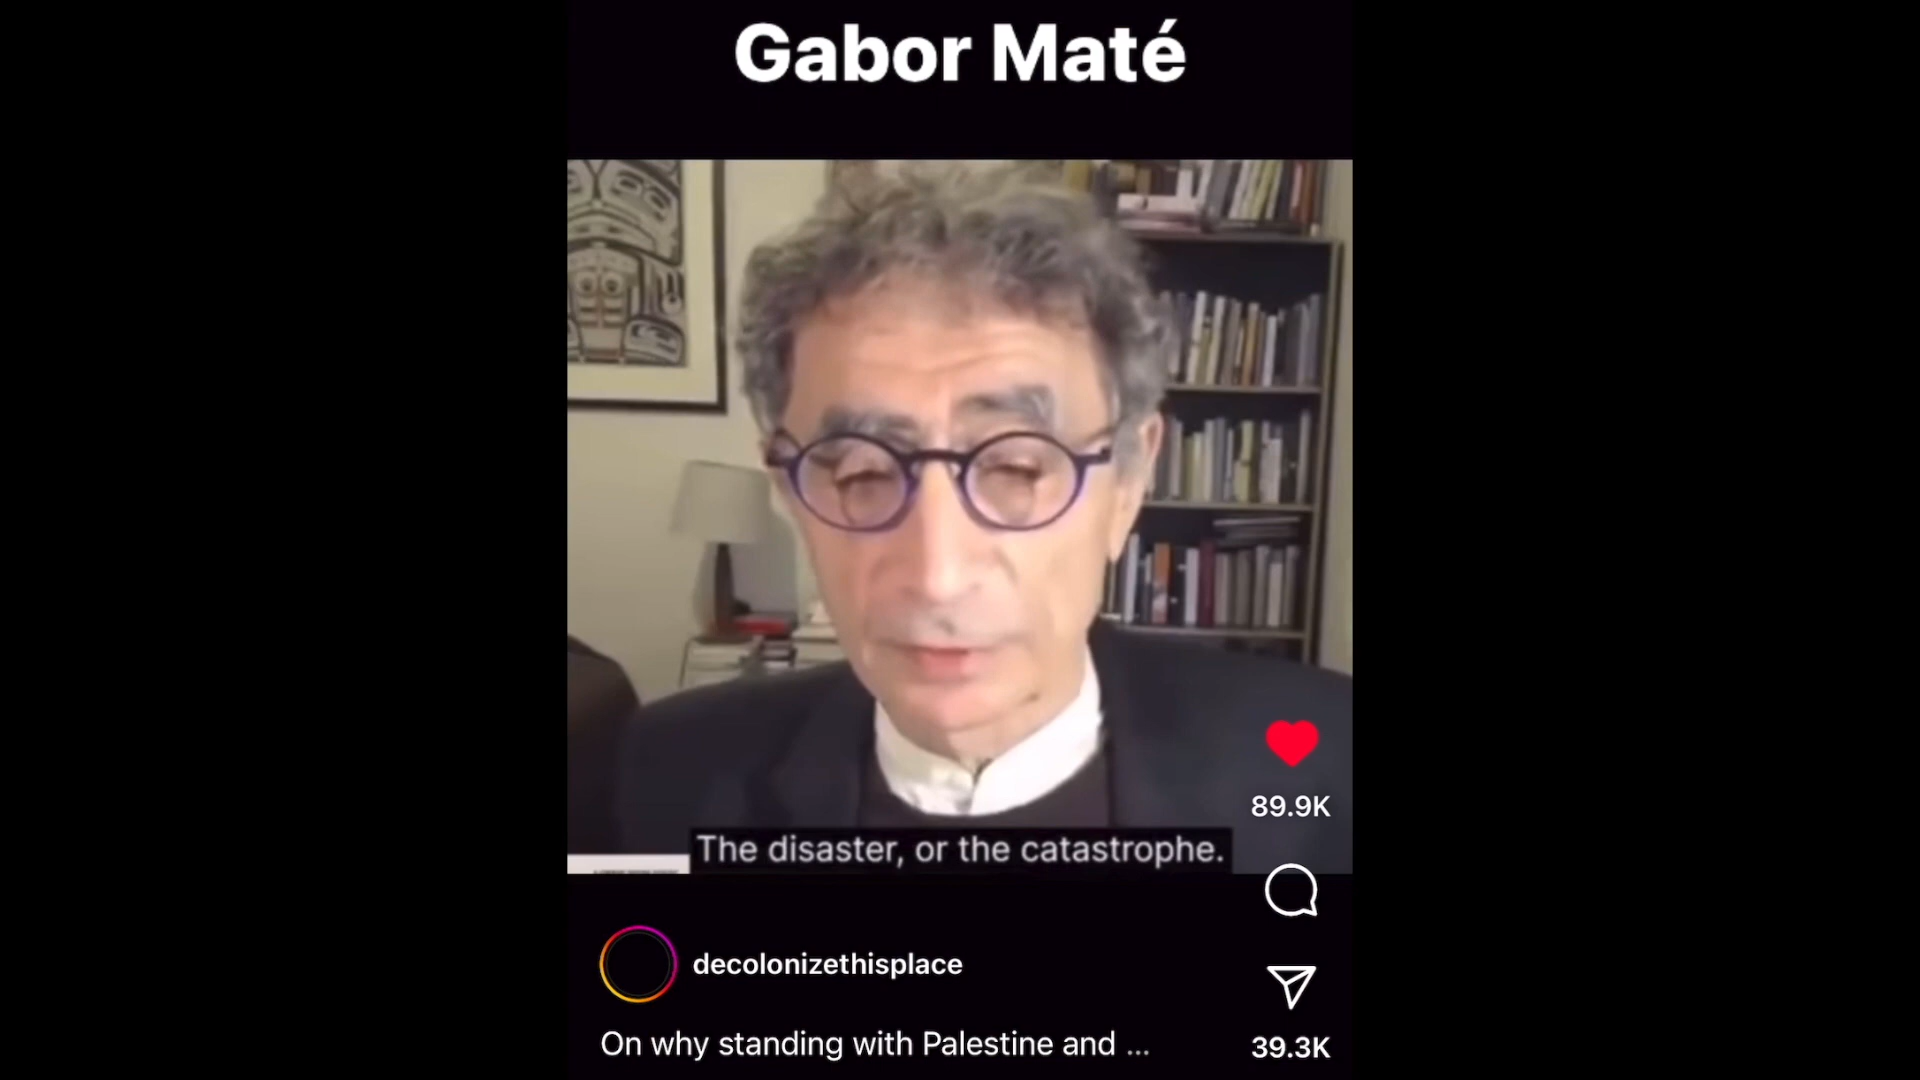 Gabor Maté
The disaster, or the catastrophe.
89.9K
decolonizethisplace
On why standing with Palestine and ...
39.3K